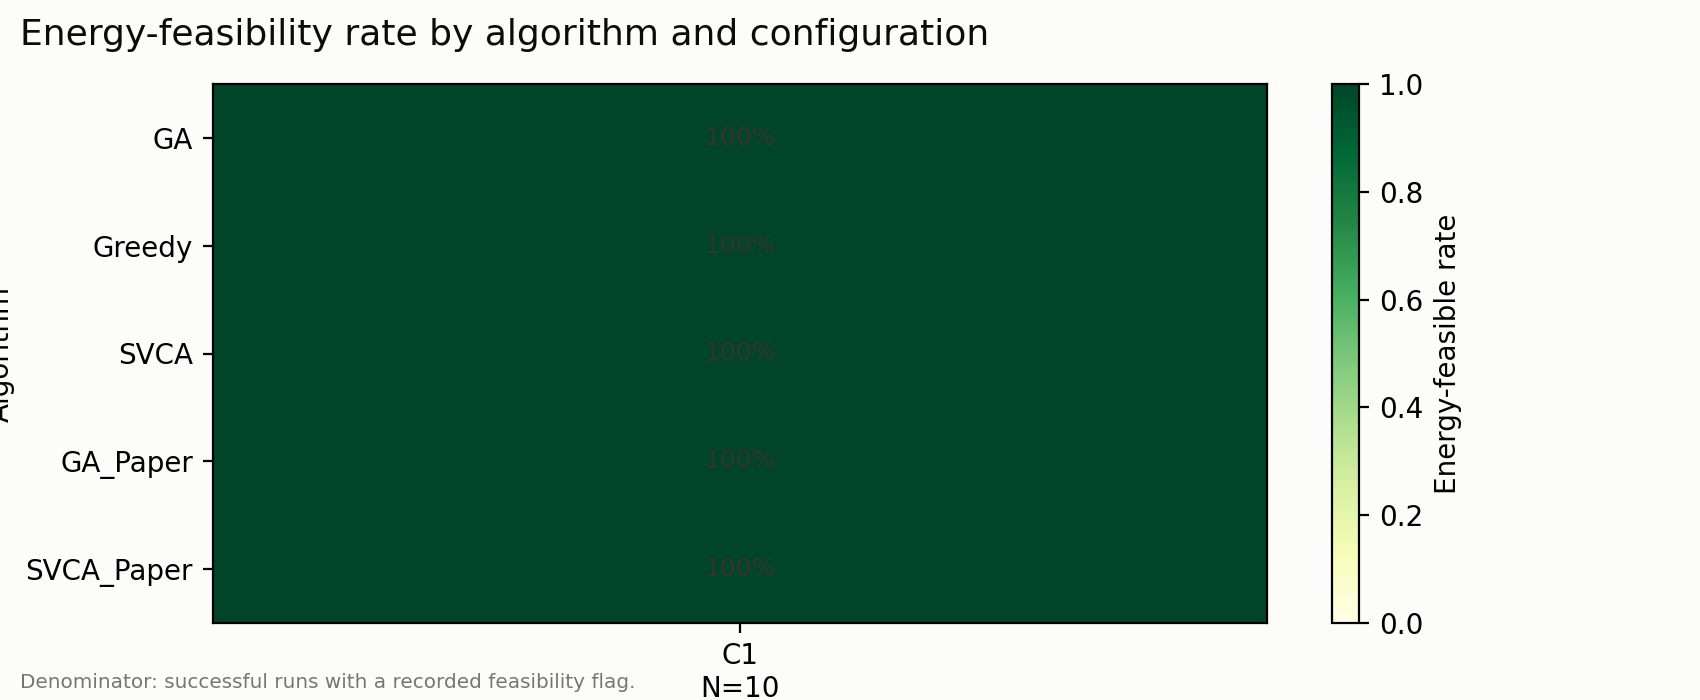 Energy-feasibility rate by algorithm and configuration
Algorithm
GA
Greedy
SVCA
GA_Paper
SVCA_Paper
100%
100%
100%
100%
100%
C1
N=10
1.0
0.8
0.6
0.4
0.2
0.0
Energy-feasible rate
Denominator: successful runs with a recorded feasibility flag.